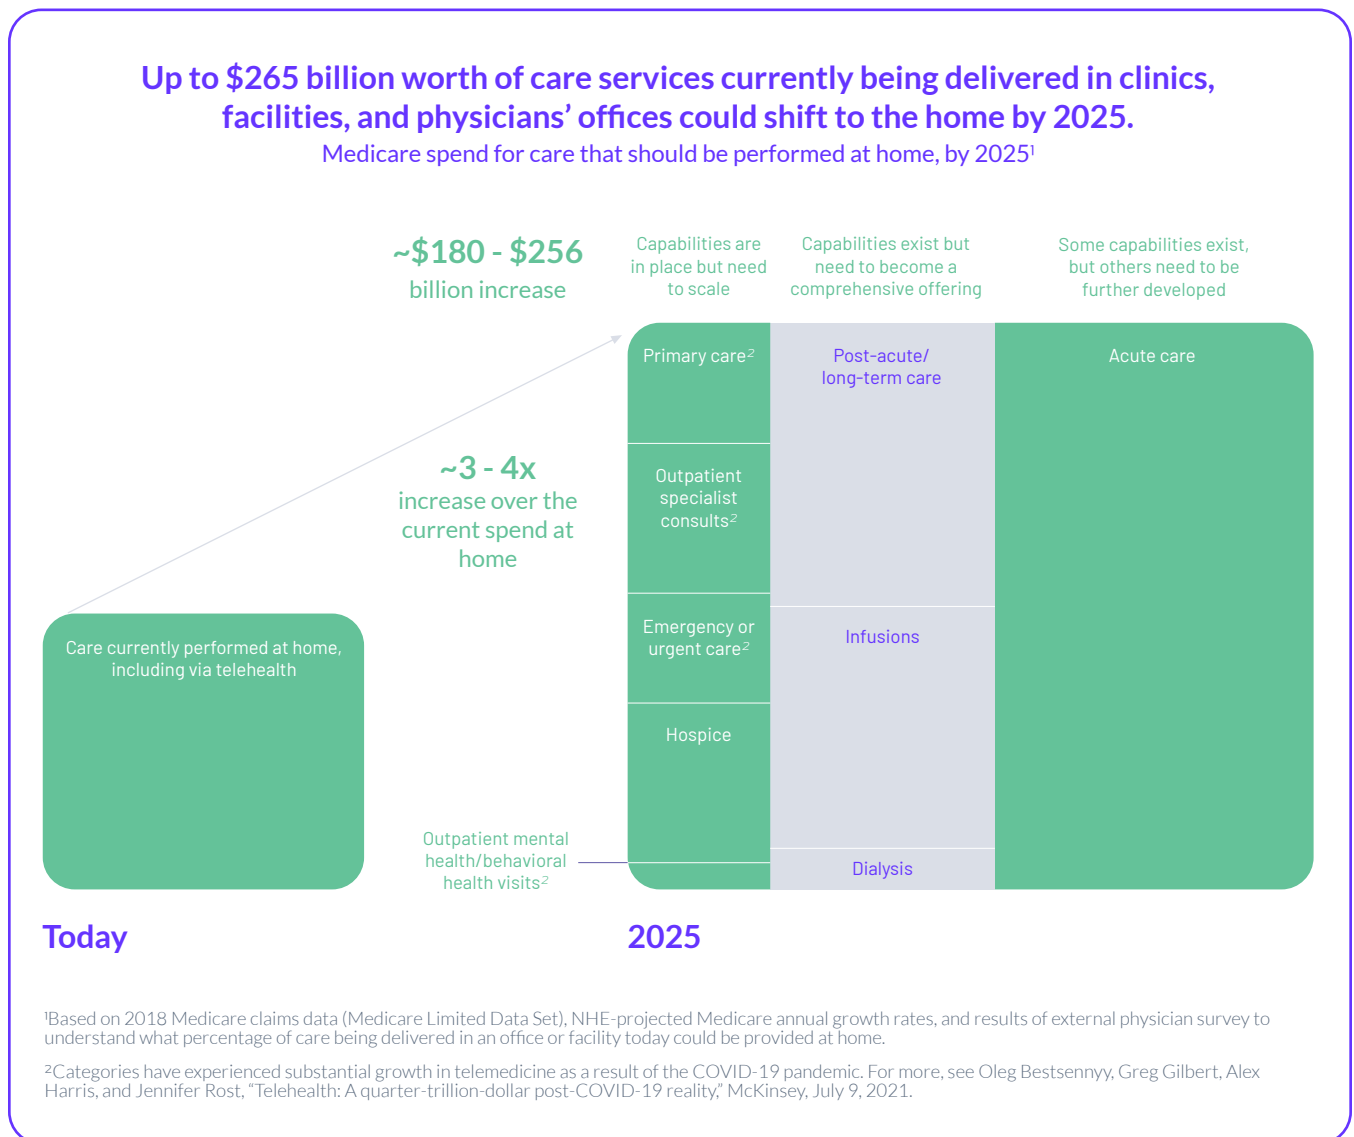 Up to $265 billion worth of care services currently being delivered in clinics,
facilities, and physicians’ offices could shift to the home by 2025.
Medicare spend for care that should be performed at home, by 2025¹
~$180 - $256
billion increase
Capabilities are
in place but need
to scale
Capabilities exist but
need to become a
comprehensive offering
Some capabilities exist,
but others need to be
further developed
~3 - 4x
increase over the
current spend at
home
Care currently performed at home,
including via telehealth
Primary care²
Outpatient
specialist
consults²
Emergency or
urgent care²
Hospice
Outpatient mental
health/behavioral
health visits²
Post-acute/
long-term care
Infusions
Dialysis
Acute care
Today
2025
¹Based on 2018 Medicare claims data (Medicare Limited Data Set), NHE-projected Medicare annual growth rates, and results of external physician survey to
understand what percentage of care being delivered in an office or facility today could be provided at home.
²Categories have experienced substantial growth in telemedicine as a result of the COVID-19 pandemic. For more, see Oleg Bestsennyy, Greg Gilbert, Alex
Harris, and Jennifer Rost, “Telehealth: A quarter-trillion-dollar post-COVID-19 reality,” McKinsey, July 9, 2021.